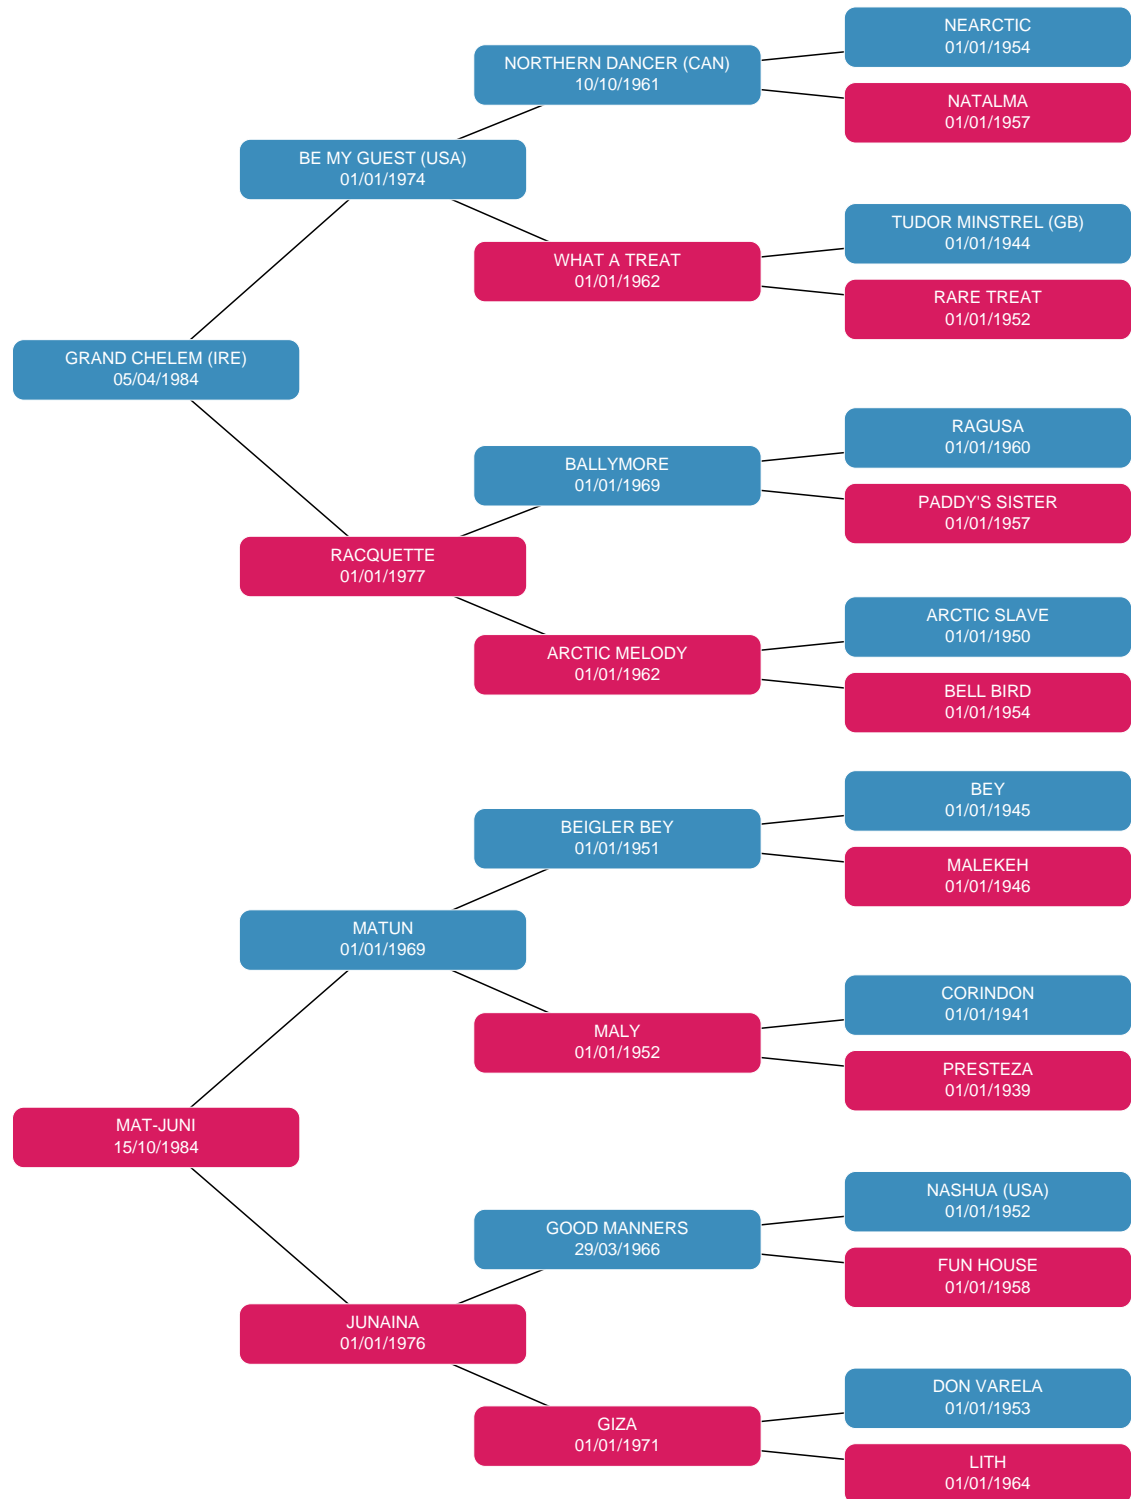 NEARCTIC
01/01/1954
NORTHERN DANCER (CAN)
10/10/1961
NATALMA
01/01/1957
BE MY GUEST (USA)
01/01/1974
TUDOR MINSTREL (GB)
01/01/1944
WHAT A TREAT
01/01/1962
RARE TREAT
01/01/1952
GRAND CHELEM (IRE)
05/04/1984
RAGUSA
01/01/1960
BALLYMORE
01/01/1969
PADDY'S SISTER
01/01/1957
RACQUETTE
01/01/1977
ARCTIC SLAVE
01/01/1950
ARCTIC MELODY
01/01/1962
BELL BIRD
01/01/1954
BEY
01/01/1945
BEIGLER BEY
01/01/1951
MALEKEH
01/01/1946
MATUN
01/01/1969
CORINDON
01/01/1941
MALY
01/01/1952
PRESTEZA
01/01/1939
MAT-JUNI
15/10/1984
NASHUA (USA)
01/01/1952
GOOD MANNERS
29/03/1966
FUN HOUSE
01/01/1958
JUNAINA
01/01/1976
DON VARELA
01/01/1953
GIZA
01/01/1971
LITH
01/01/1964